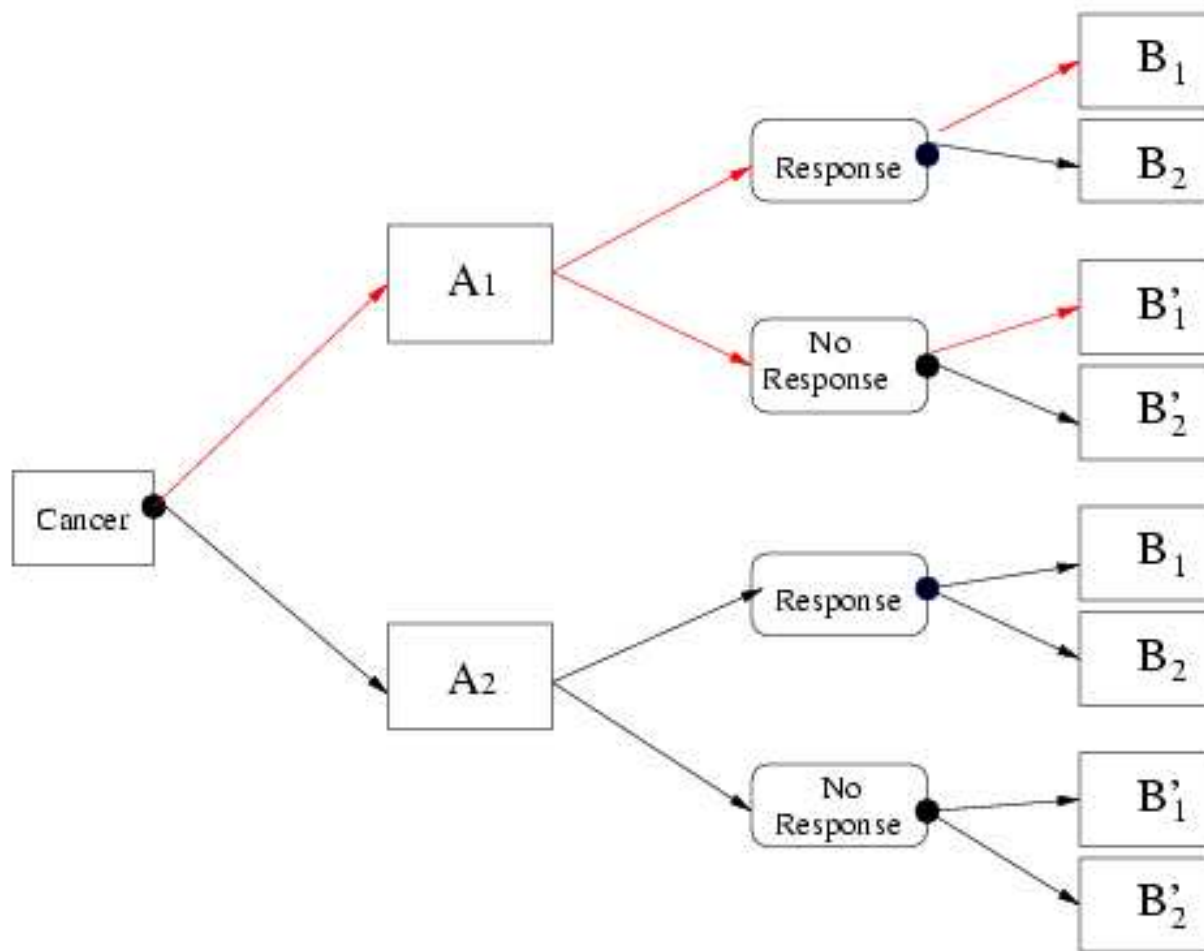 Cancer
A1
A2
Response
No
Response
Response
No
Response
B1
B2
B'1
B'2
B1
B2
B'1
B'2